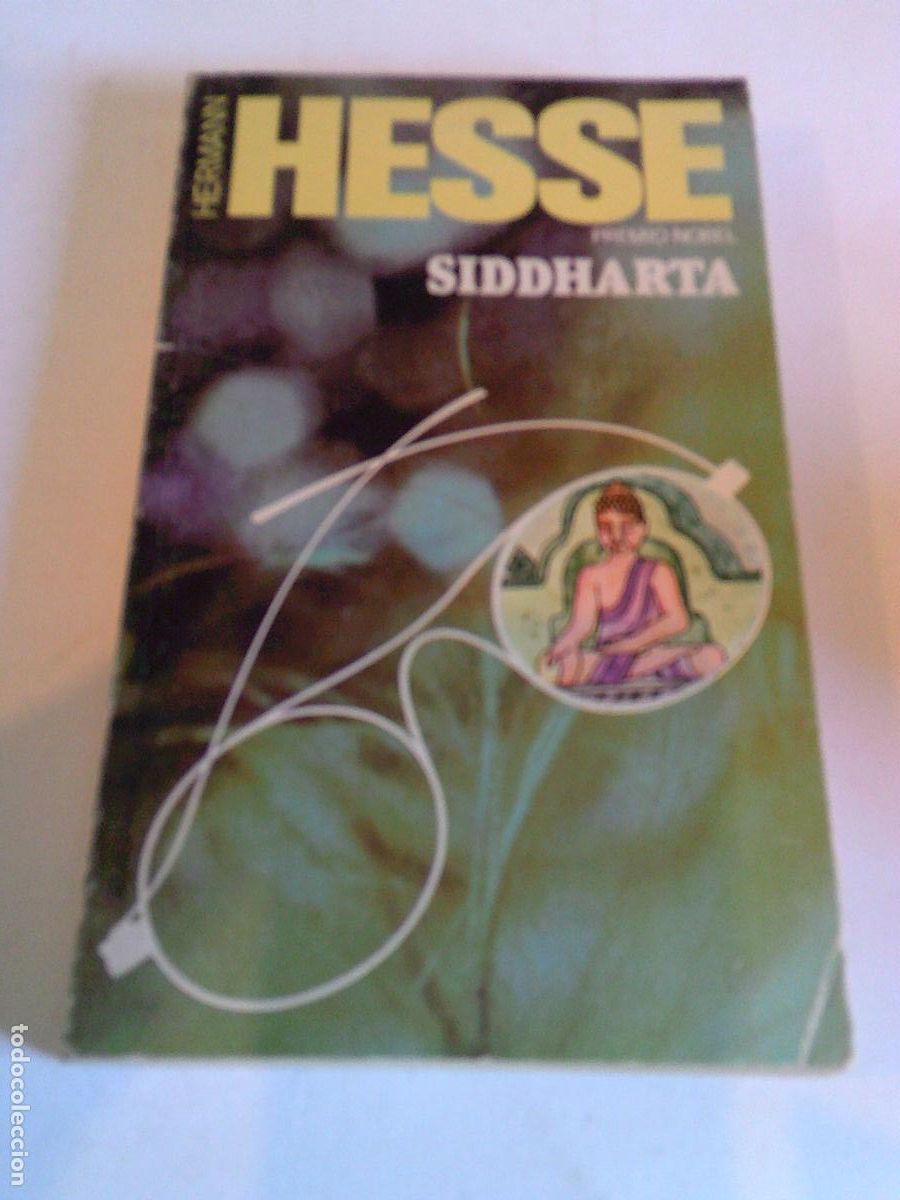 HERMANN
HESSE
PREMIO NOBEL
SIDDHARTA
todocoleccion